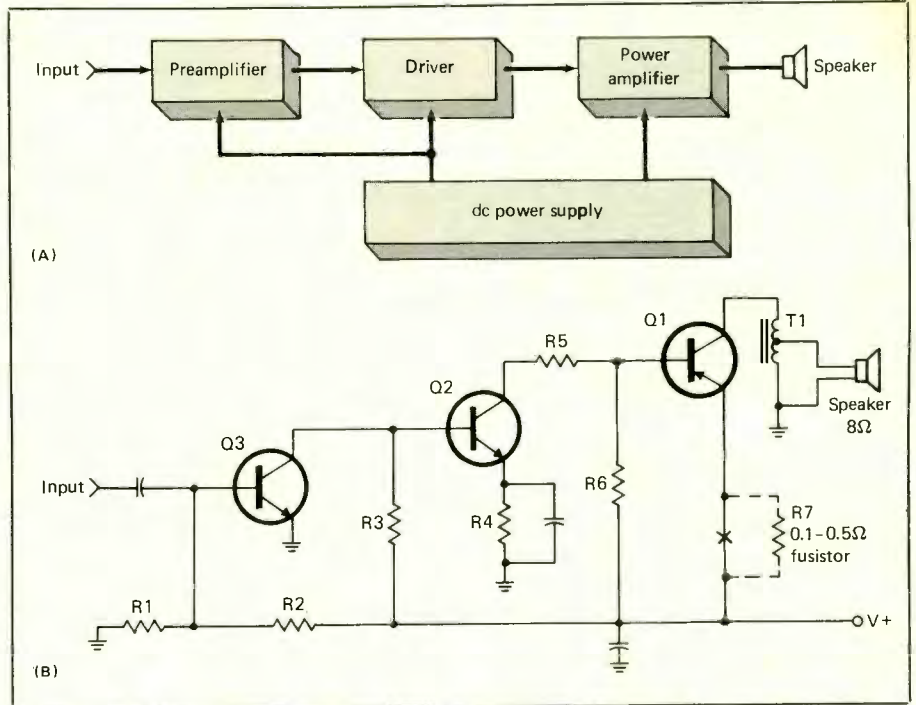 Input
Preamplifier
Driver
Power
amplifier
Speaker
dc power supply
(A)
Q1
T1
R5
Q2
Speaker
8Ω
Q3
Input
R6
R3
R4
R7
0.1–0.5Ω
fusistor
R1
R2
V+
(B)